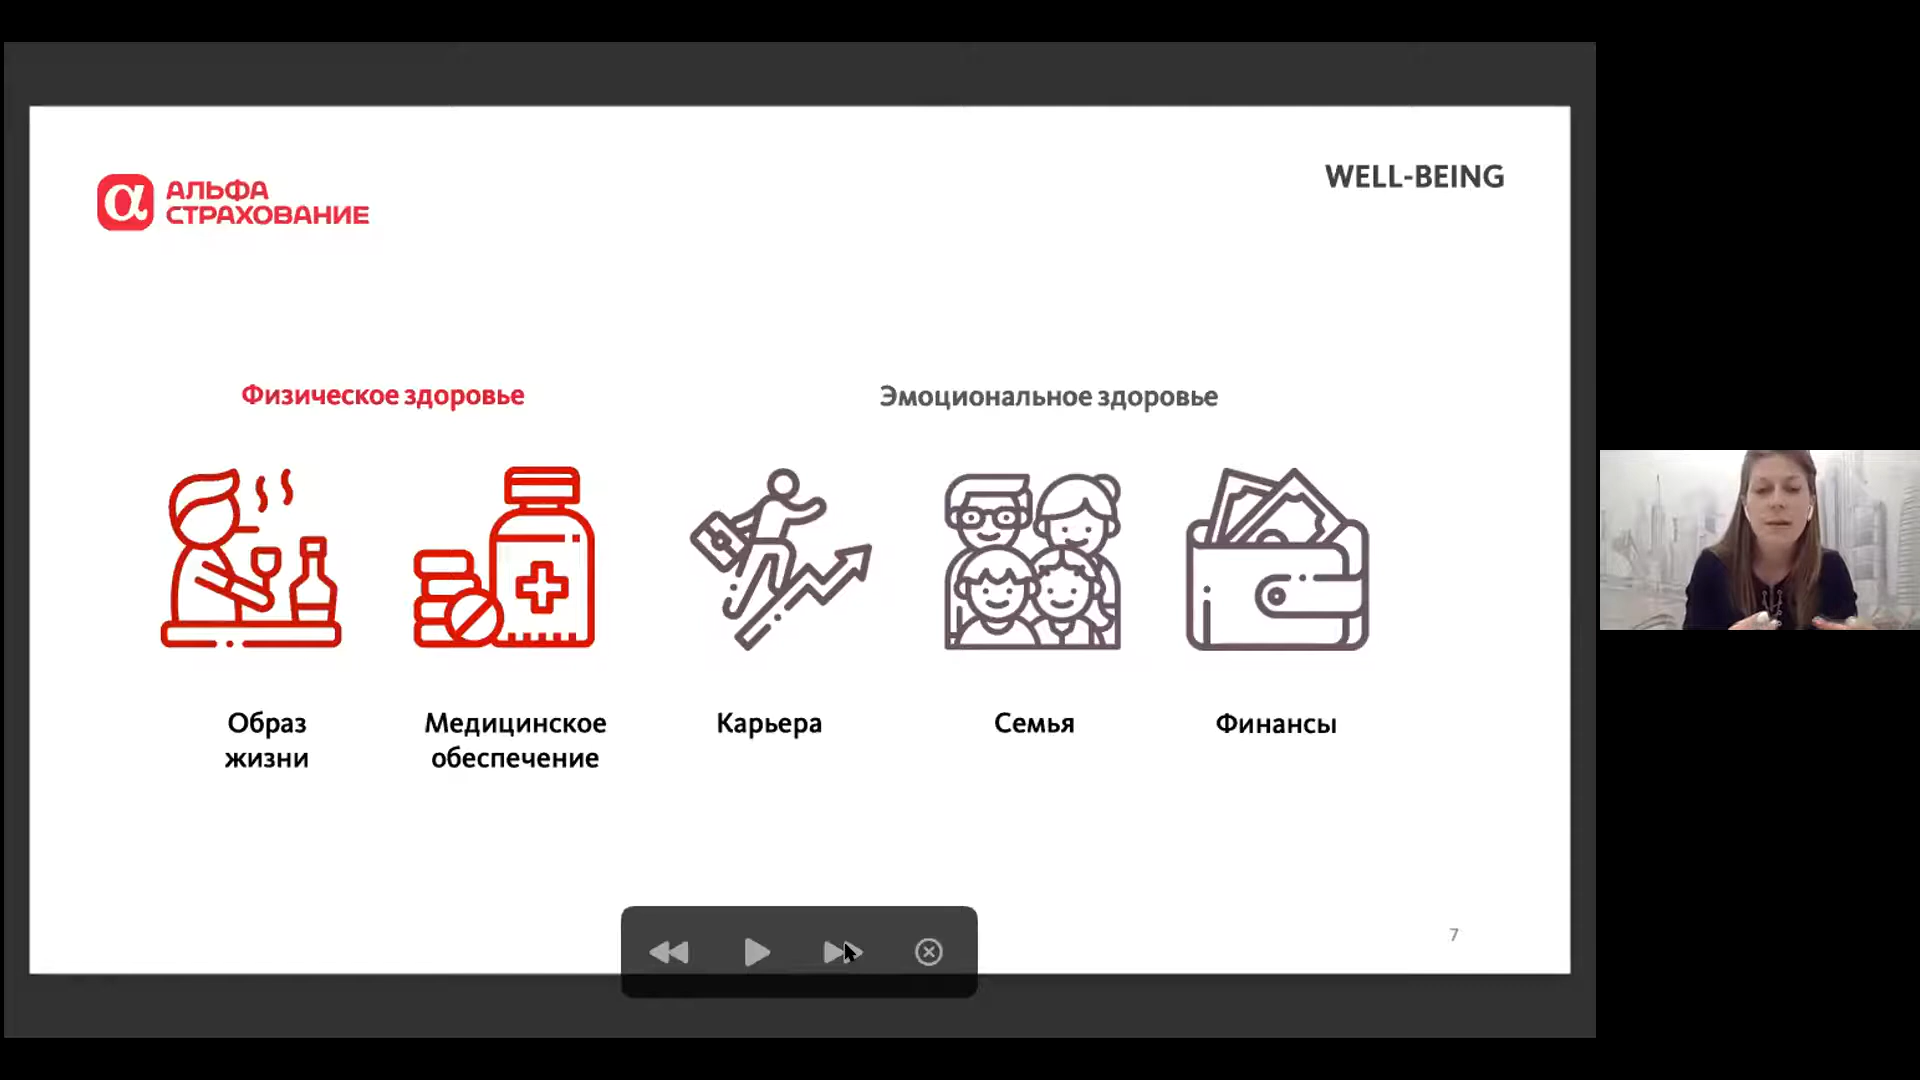 α АЛЬФА
СТРАХОВАНИЕ
WELL-BEING
Физическое здоровье
Эмоциональное здоровье
Образ
жизни
Медицинское
обеспечение
Карьера
Семья
Финансы
7